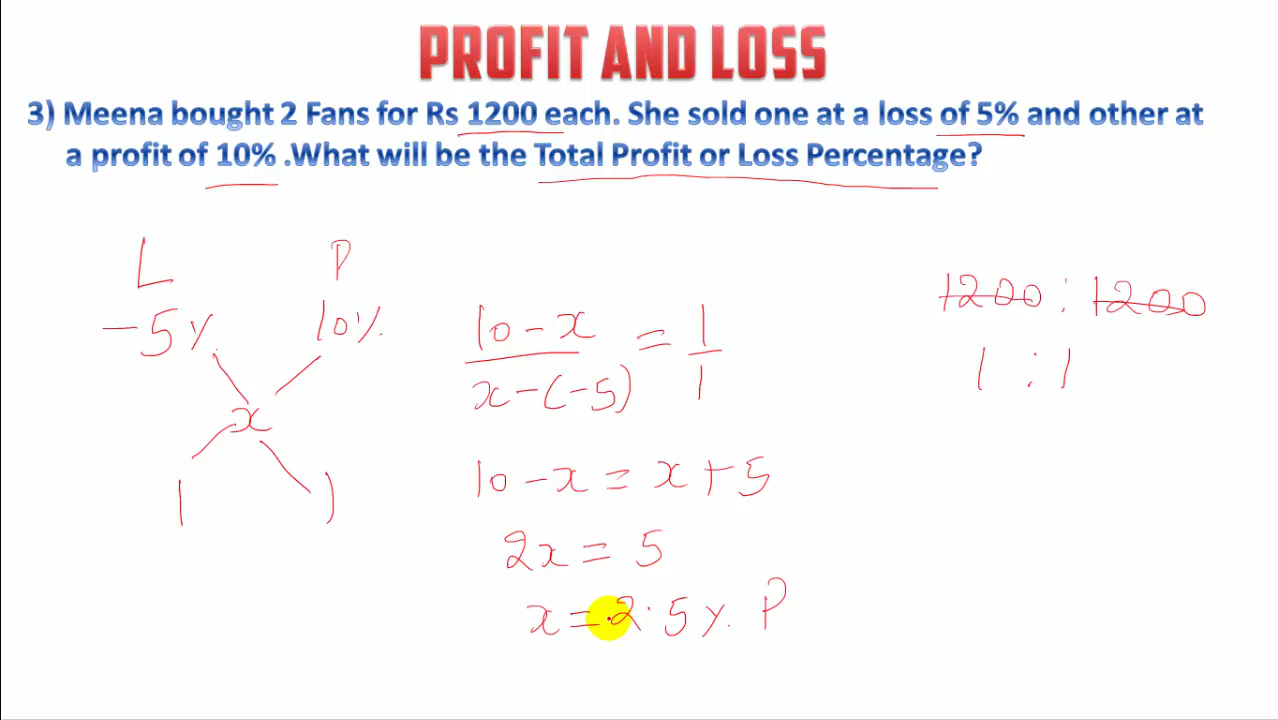 PROFIT AND LOSS
3) Meena bought 2 Fans for Rs 1200 each. She sold one at a loss of 5% and other at
a profit of 10% .What will be the Total Profit or Loss Percentage?
L P
-5% 10%
x
1 1
10 - x / x - (-5) = 1 / 1
10 - x = x + 5
2x = 5
x = 2.5% P
1200 : 1200
1 : 1